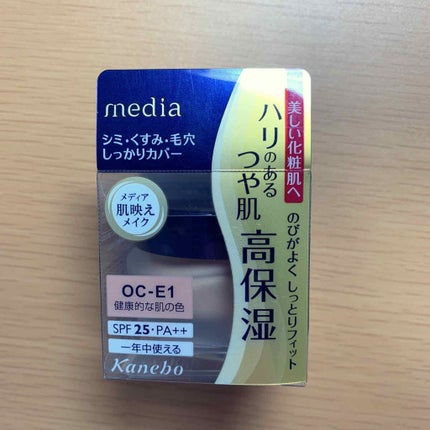 media
シミ・くすみ・毛穴
しっかりカバー
メディア
肌映え
メイク
OC-E1
健康的な肌の色
SPF 25・PA++
一年中使える
Kanebo
美しい化粧肌へ
ハリのある
つや肌
高保湿
のびがよく しっとりフィット